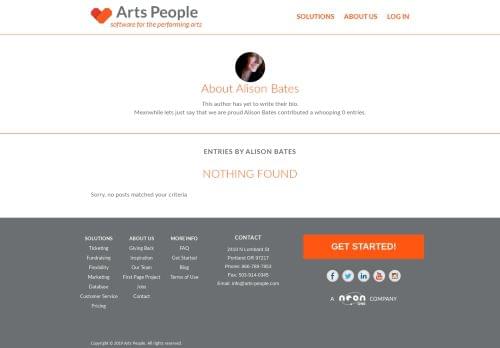 Arts People
software for the performing arts
SOLUTIONS ABOUT US LOG IN
About Alison Bates
This author has yet to write their bio.
Meanwhile lets just say that we are proud Alison Bates contributed a whooping 0 entries.
ENTRIES BY ALISON BATES
NOTHING FOUND
Sorry, no posts matched your criteria
SOLUTIONS
Ticketing
Fundraising
Flexibility
Marketing
Database
Customer Service
Pricing
ABOUT US
Giving Back
Inspiration
Our Team
First Page Project
Jobs
Contact
MORE INFO
FAQ
Get Started
Blog
Terms of Use
CONTACT
2410 N Lombard St
Portland OR 97217
Phone: 866-789-7853
Fax: 503-914-0345
Email: info@arts-people.com
GET STARTED!
A neon one COMPANY
Copyright © 2019 Arts People. All rights reserved.